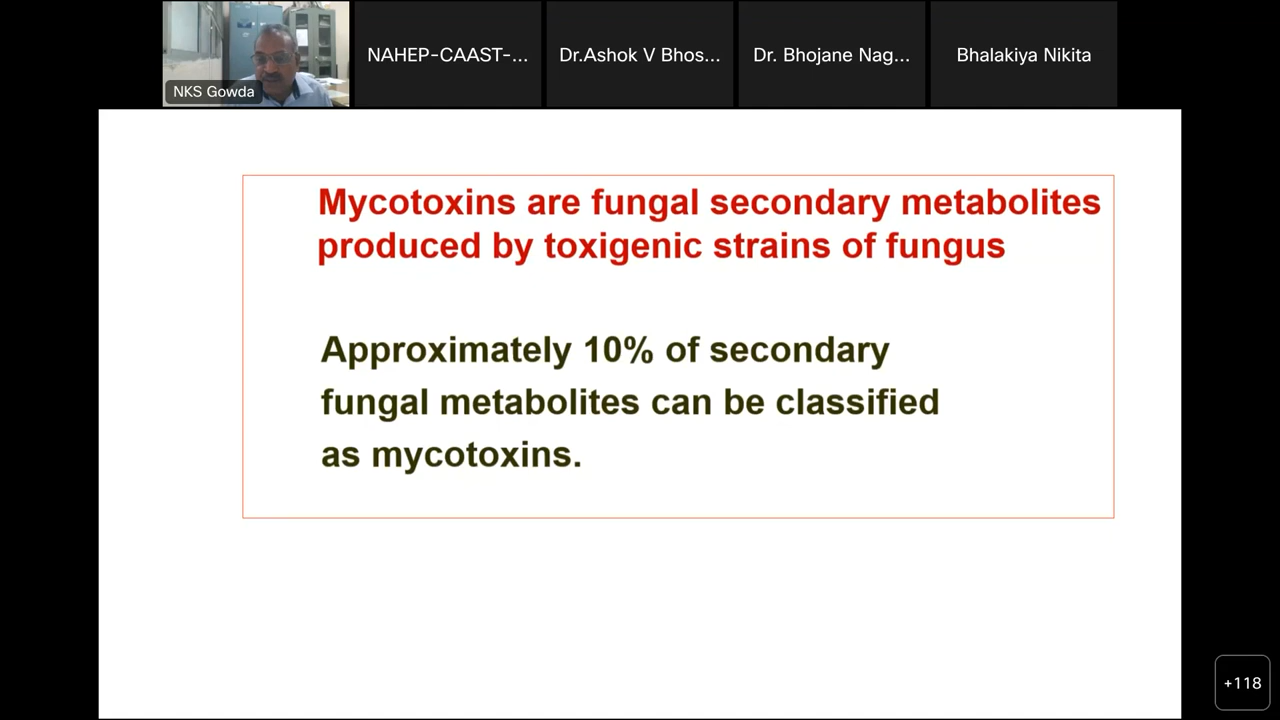 NKS Gowda
NAHEP-CAAST-...
Dr.Ashok V Bhos...
Dr. Bhojane Nag...
Bhalakiya Nikita
Mycotoxins are fungal secondary metabolites
produced by toxigenic strains of fungus
Approximately 10% of secondary
fungal metabolites can be classified
as mycotoxins.
+118